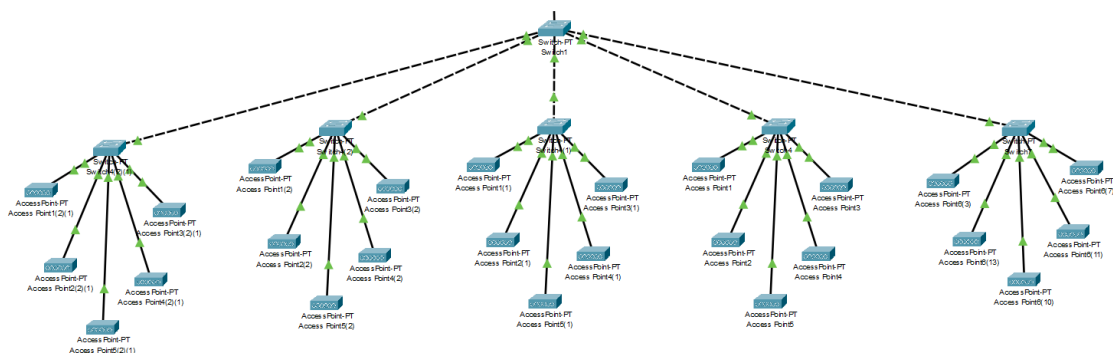 Switch-PT
Switch1
Switch-PT
Switch4(2)(1)
AccessPoint-PT
Access Point1(2)(1)
AccessPoint-PT
Access Point3(2)(1)
AccessPoint-PT
Access Point2(2)(1)
AccessPoint-PT
Access Point4(2)(1)
AccessPoint-PT
Access Point5(2)(1)
Switch-PT
Switch4(2)
AccessPoint-PT
Access Point1(2)
AccessPoint-PT
Access Point3(2)
AccessPoint-PT
Access Point2(2)
AccessPoint-PT
Access Point4(2)
AccessPoint-PT
Access Point5(2)
Switch-PT
AccessPoint-PT
Access Point1(1)
AccessPoint-PT
Access Point3(1)
AccessPoint-PT
Access Point2(1)
AccessPoint-PT
Access Point4(1)
AccessPoint-PT
Access Point5(1)
Switch-PT
AccessPoint-PT
Access Point1
AccessPoint-PT
Access Point3
AccessPoint-PT
Access Point2
AccessPoint-PT
Access Point4
AccessPoint-PT
Access Point5
Switch-PT
AccessPoint-PT
Access Point6(3)
AccessPoint-PT
Access Point6(7)
AccessPoint-PT
Access Point6(13)
AccessPoint-PT
Access Point6(11)
AccessPoint-PT
Access Point6(10)